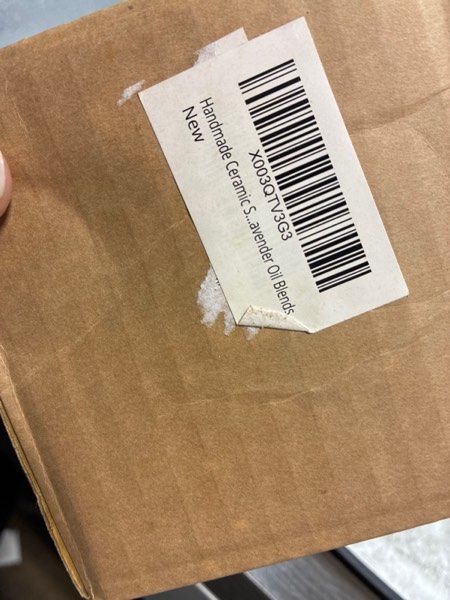 X003QTV3G3
Handmade Ceramic S...avender Oil Blends
New